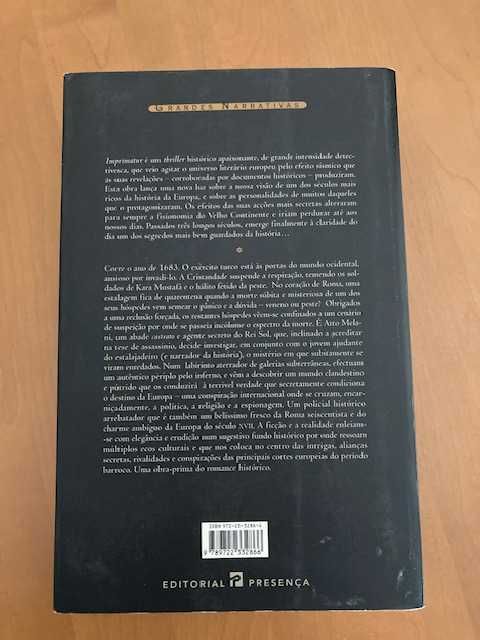 GRANDES NARRATIVAS
Imprimatur é um thriller histórico apaixonante, de grande intensidade detec-
tivesca, que veio agitar o universo literário europeu pelo efeito sísmico que
as suas revelações – corroboradas por documentos históricos – produziram.
Esta obra lança uma nova luz sobre a nossa visão de um dos séculos mais
ricos da história da Europa, e sobre as personalidades de muitos daqueles
que o protagonizaram. Os efeitos das suas acções mais secretas alteraram
para sempre a fisionomia do Velho Continente e iriam perdurar até aos
nossos dias. Passados três longos séculos, emerge finalmente à claridade do
dia um dos segredos mais bem guardados da história…
*
Corre o ano de 1683. O exército turco está às portas do mundo ocidental,
ansioso por invadi-lo. A Cristandade suspende a respiração, temendo os sol-
dados de Kara Mustafá e o hálito fétido da peste. No coração de Roma, uma
estalagem fica de quarentena quando a morte súbita e misteriosa de um dos
seus hóspedes vem semear o pânico e a dúvida – veneno ou peste? Obrigados
a uma reclusão forçada, os restantes hóspedes vêem-se confinados a um cenário
de suspeição por onde se passeia incólume o espectro da morte. É Atto Mela-
ni, um abade castrato e agente secreto do Rei Sol, que, inclinado a acreditar
na tese de assassínio, decide investigar, em conjunto com o jovem ajudante
do estalajadeiro (e narrador da história), o mistério em que subitamente se
viram enredados. Num labirinto aterrador de galerias subterrâneas, efectuam
um autêntico périplo pelo inferno, e vêm a descobrir um mundo clandestino
e pútrido que os conduzirá à terrível verdade que secretamente condiciona
o destino da Europa – uma conspiração internacional onde se cruzam, encar-
niçadamente, a política, a religião e a espionagem. Um policial histórico
arrebatador que é também um belíssimo fresco da Roma seiscentista e do
charme ambíguo da Europa do século XVII. A ficção e a realidade enleiam-
-se com elegância e erudição num sugestivo fundo histórico por onde ressoam
múltiplos ecos culturais e que nos coloca no centro das intrigas, alianças
secretas, rivalidades e conspirações das principais cortes europeias do período
barroco. Uma obra-prima do romance histórico.
ISBN 972-23-3286-6
9 789722 332866
EDITORIAL PRESENÇA